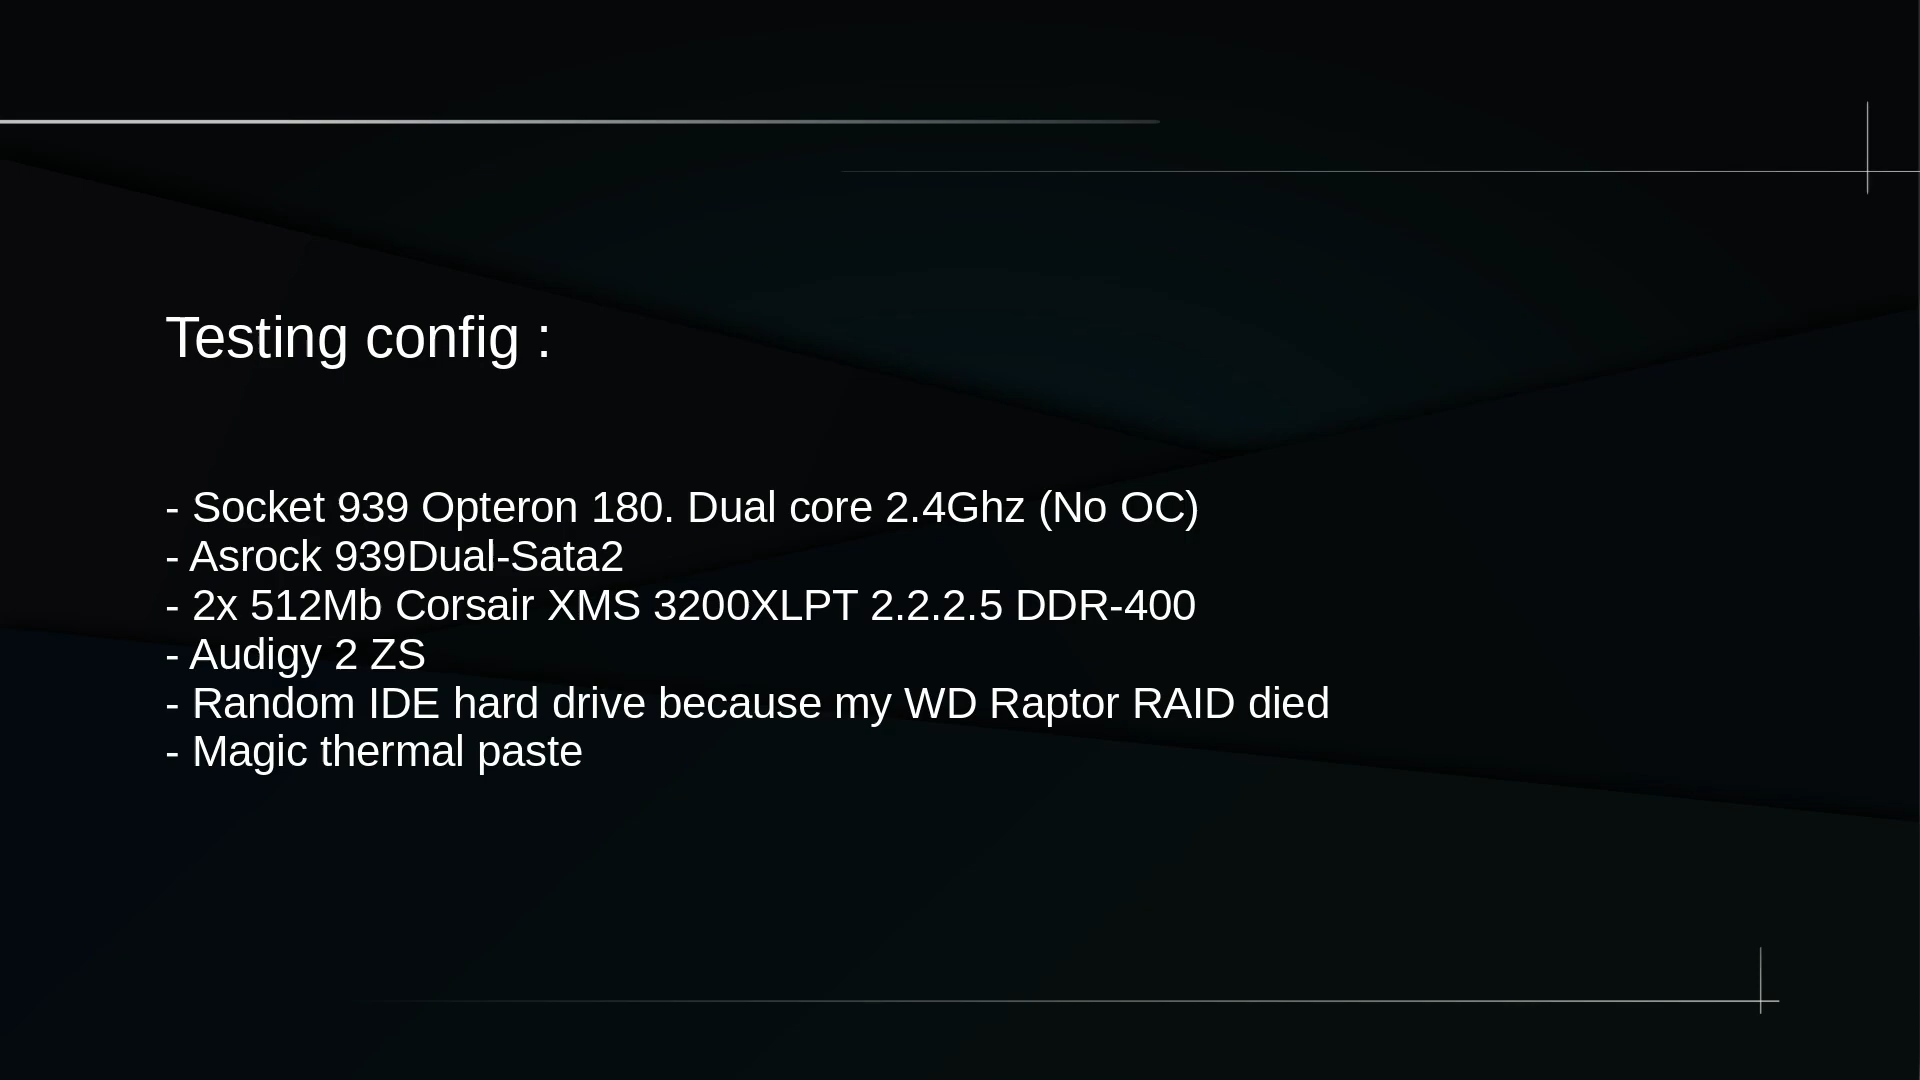 Testing config :
- Socket 939 Opteron 180. Dual core 2.4Ghz (No OC)
- Asrock 939Dual-Sata2
- 2x 512Mb Corsair XMS 3200XLPT 2.2.2.5 DDR-400
- Audigy 2 ZS
- Random IDE hard drive because my WD Raptor RAID died
- Magic thermal paste